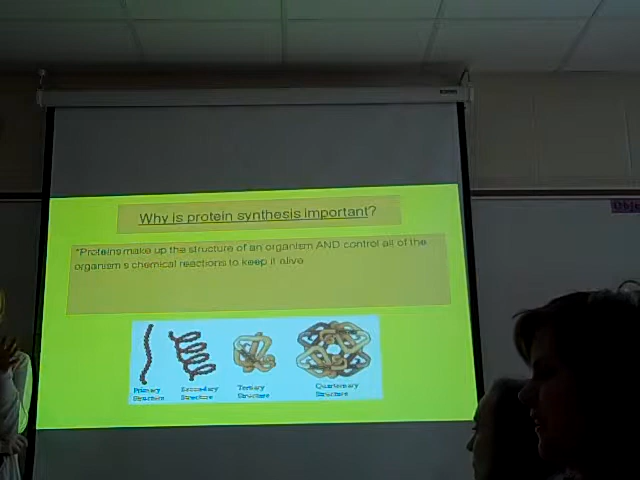 Why is protein synthesis important?
*Proteins make up the structure of an organism AND control all of the
organism's chemical reactions to keep it alive
Primary
Structure
Secondary
Structure
Tertiary
Structure
Quarternary
Structure